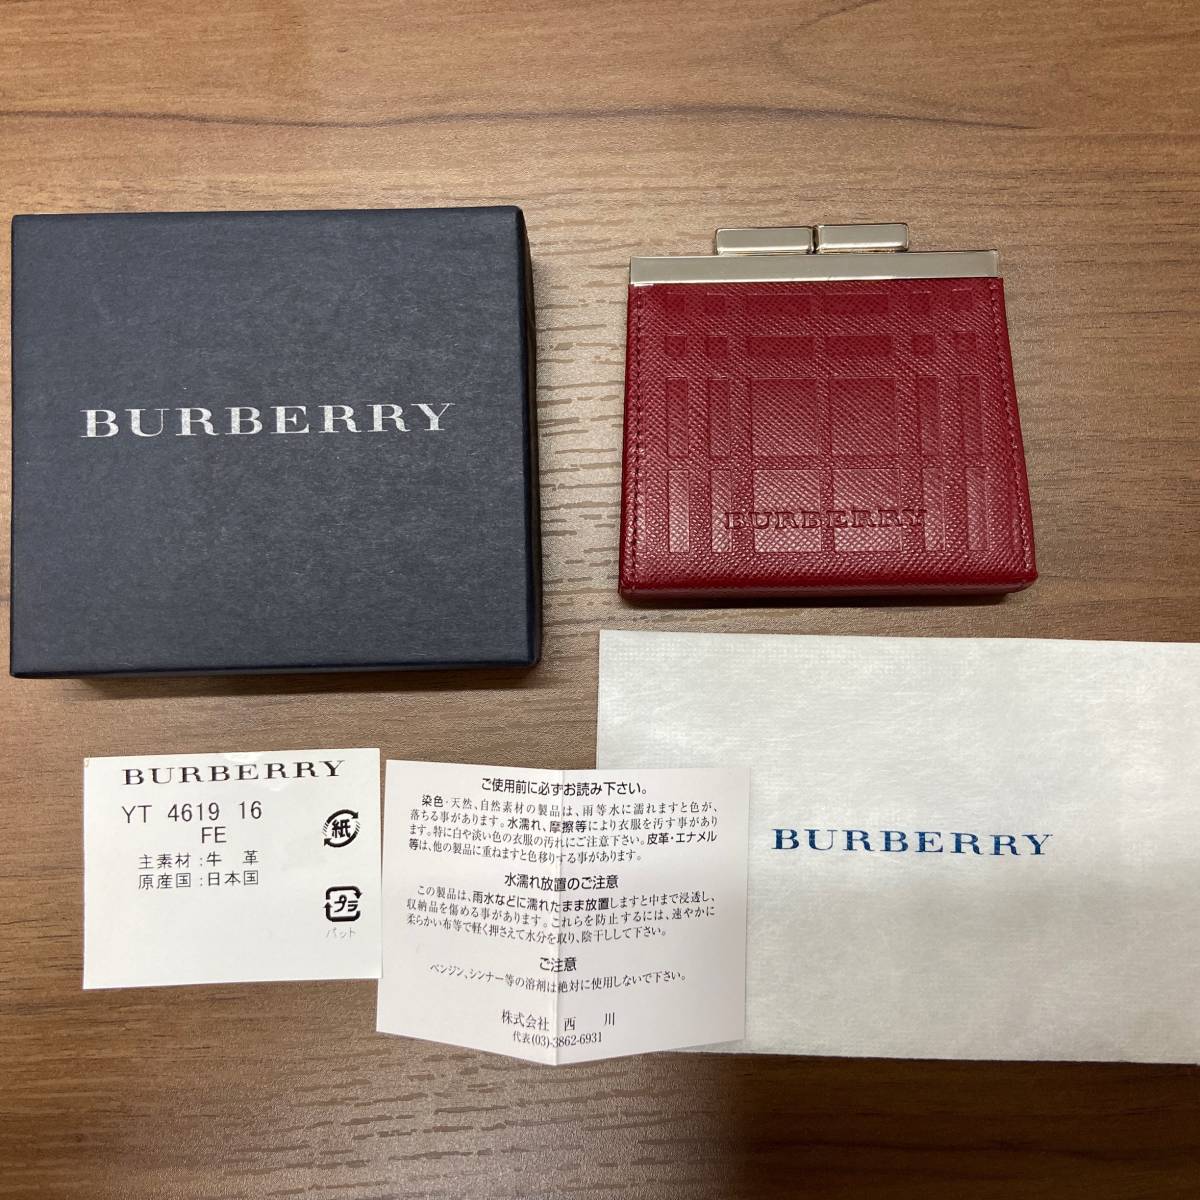 BURBERRY
BURBERRY
BURBERRY
YT 4619 16
FE
主素材:牛 革
原産国:日本国
紙
プラ
パット
ご使用前に必ずお読み下さい。
染色・天然、自然素材の製品は、雨等水に濡れますと色が、
落ちる事があります。水濡れ、摩擦等により衣服を汚す事があり
ます。特に白や淡い色の衣服の汚れにご注意下さい。皮革・エナメル
等は、他の製品に重ねますと色移りする事があります。
水濡れ放置のご注意
この製品は、雨水などに濡れたまま放置しますと中まで浸透し、
収納品を傷める事があります。これらを防止するには、速やかに
柔らかい布等で軽く押さえて水分を取り、陰干しして下さい。
ご注意
ベンジン、シンナー等の溶剤は絶対に使用しないで下さい。
株式会社 西 川
代表(03)-3862-6931
BURBERRY